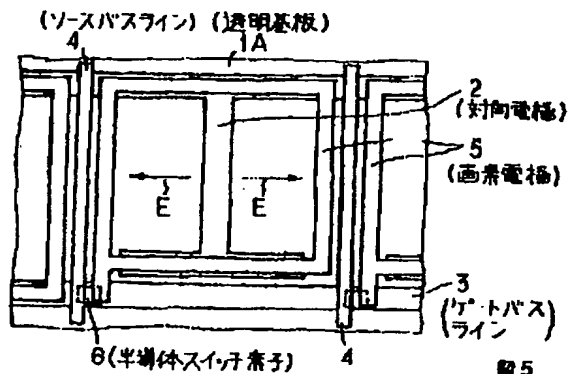 (ソースバスライン) (透明基板)
4 1A
2
(対向電極)
5
(画素電極)
E E
3
(ゲートバス
ライン)
6(半導体スイッチ素子) 4
図5